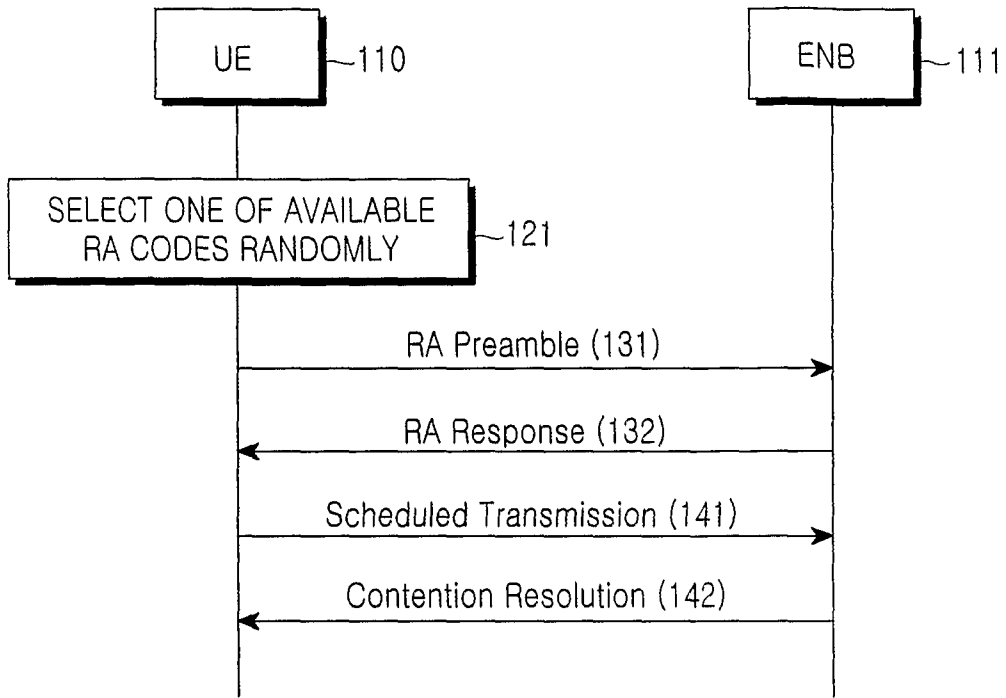 UE
110
ENB
111
SELECT ONE OF AVAILABLE
RA CODES RANDOMLY
121
RA Preamble (131)
RA Response (132)
Scheduled Transmission (141)
Contention Resolution (142)